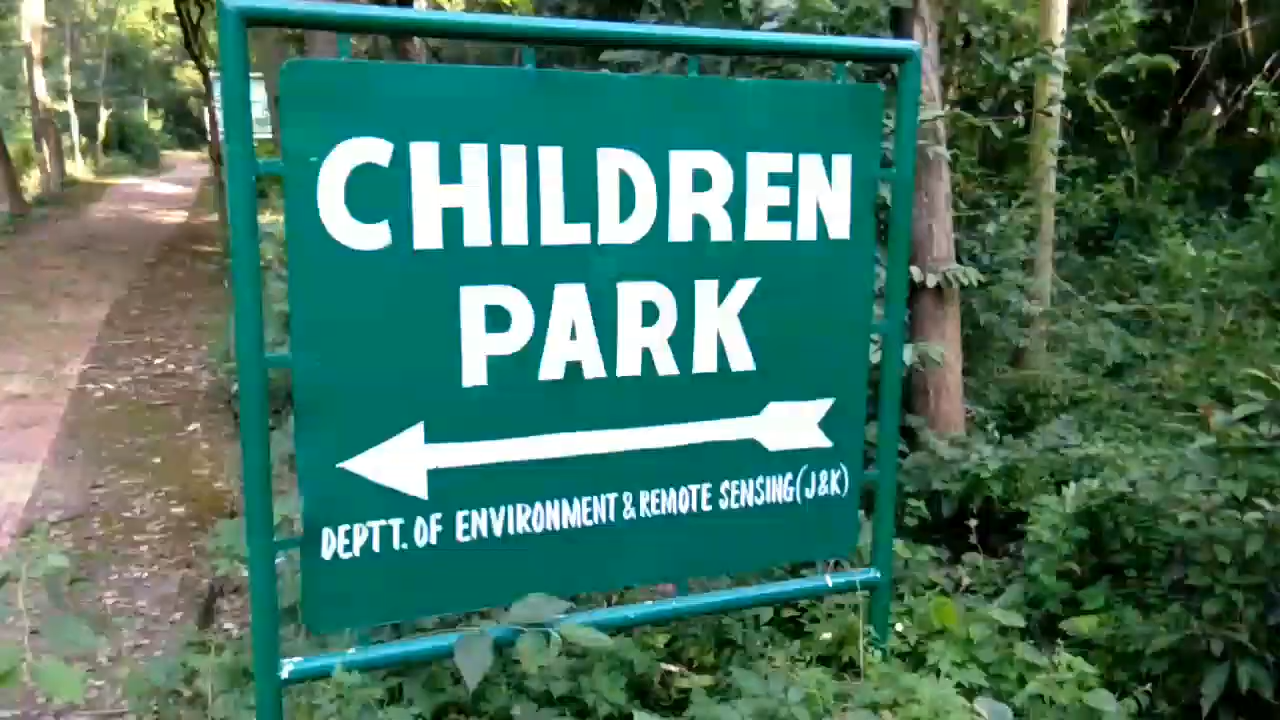 CHILDREN
PARK
DEPTT. OF ENVIRONMENT & REMOTE SENSING (J&K)